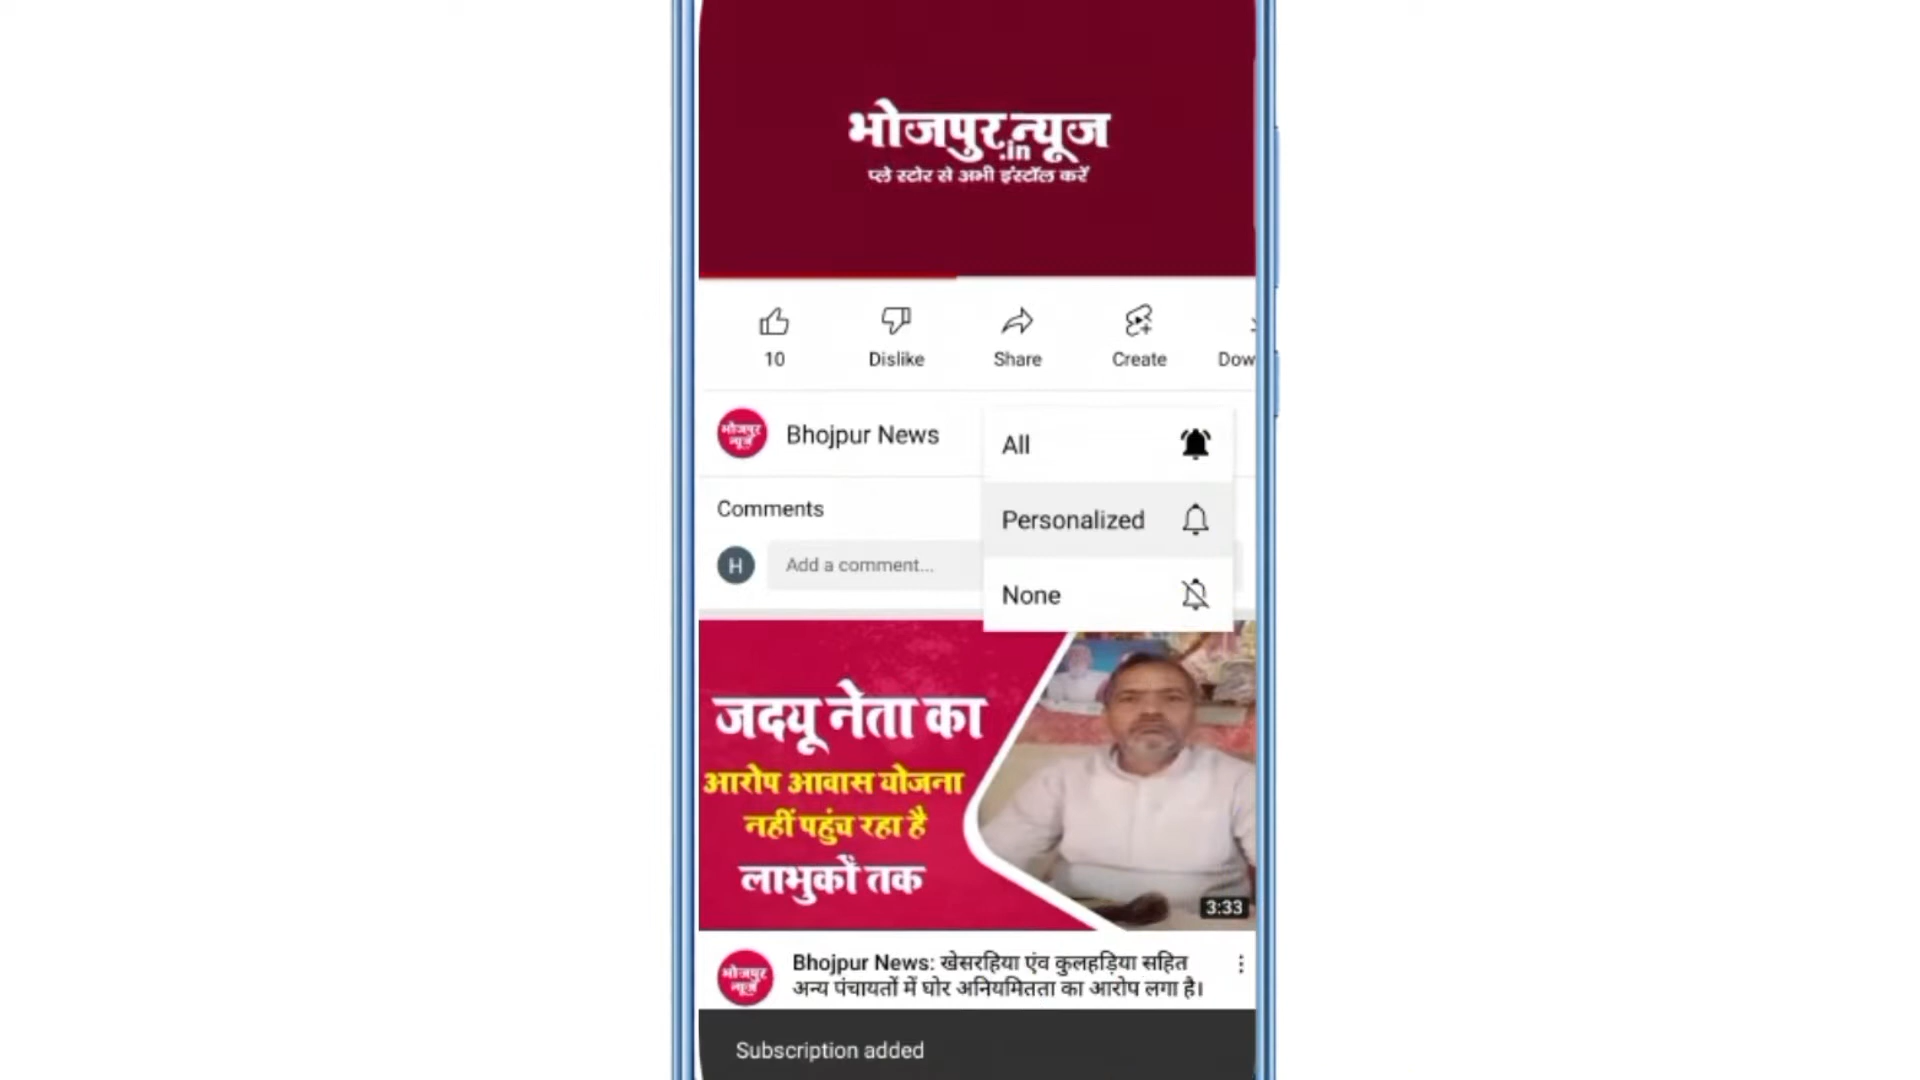 भोजपुर न्यूज
.in
प्ले स्टोर से अभी इंस्टॉल करें
10
Dislike
Share
Create
Dow
भोजपुर
न्यूज
Bhojpur News
All
Comments
Personalized
H
Add a comment...
None
जदयू नेता का
आरोप आवास योजना
नहीं पहुंच रहा है
लाभुकों तक
3:33
भोजपुर
न्यूज
Bhojpur News: खेसरहिया एंव कुलहड़िया सहित
अन्य पंचायतों में घोर अनियमितता का आरोप लगा है।
Subscription added